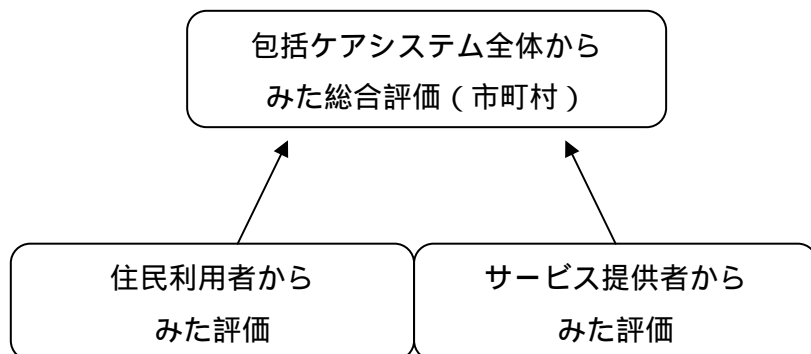 包括ケアシステム全体から
みた総合評価（市町村）
住民利用者から
みた評価
サービス提供者から
みた評価